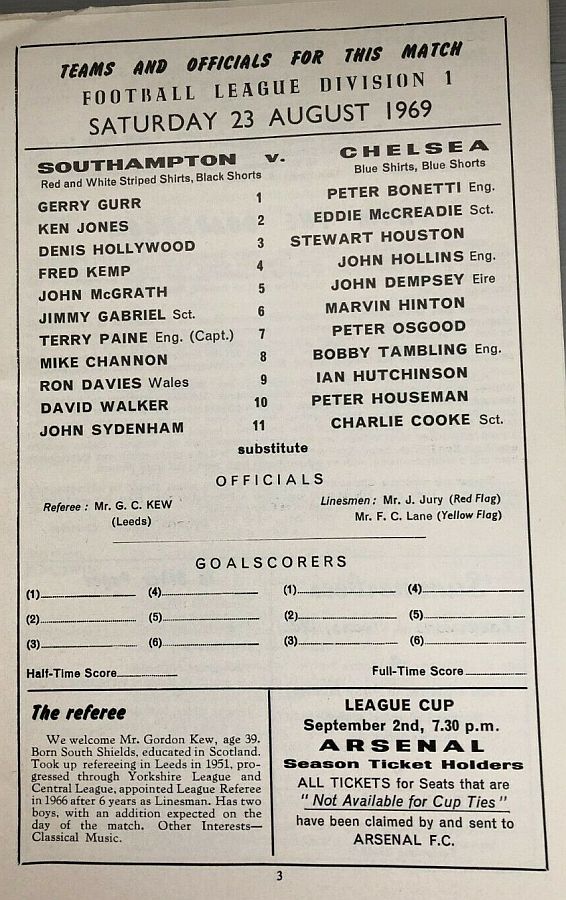 TEAMS AND OFFICIALS FOR THIS MATCH
FOOTBALL LEAGUE DIVISION 1
SATURDAY 23 AUGUST 1969
SOUTHAMPTON v. CHELSEA
Red and White Striped Shirts, Black Shorts Blue Shirts, Blue Shorts
GERRY GURR 1 PETER BONETTI Eng.
KEN JONES 2 EDDIE McCREADIE Sct.
DENIS HOLLYWOOD 3 STEWART HOUSTON
FRED KEMP 4 JOHN HOLLINS Eng.
JOHN McGRATH 5 JOHN DEMPSEY Eire
JIMMY GABRIEL Sct. 6 MARVIN HINTON
TERRY PAINE Eng. (Capt.) 7 PETER OSGOOD
MIKE CHANNON 8 BOBBY TAMBLING Eng.
RON DAVIES Wales 9 IAN HUTCHINSON
DAVID WALKER 10 PETER HOUSEMAN
JOHN SYDENHAM 11 CHARLIE COOKE Sct.
substitute
OFFICIALS
Referee : Mr. G. C. KEW Linesmen : Mr. J. Jury (Red Flag)
(Leeds) Mr. F. C. Lane (Yellow Flag)
GOALSCORERS
(1) (4) (1) (4)
(2) (5) (2) (5)
(3) (6) (3) (6)
Half-Time Score Full-Time Score
The referee
We welcome Mr. Gordon Kew, age 39.
Born South Shields, educated in Scotland.
Took up refereeing in Leeds in 1951, pro-
gressed through Yorkshire League and
Central League, appointed League Referee
in 1966 after 6 years as Linesman. Has two
boys, with an addition expected on the
day of the match. Other Interests—
Classical Music.
LEAGUE CUP
September 2nd, 7.30 p.m.
ARSENAL
Season Ticket Holders
ALL TICKETS for Seats that are
"Not Available for Cup Ties"
have been claimed by and sent to
ARSENAL F.C.
3